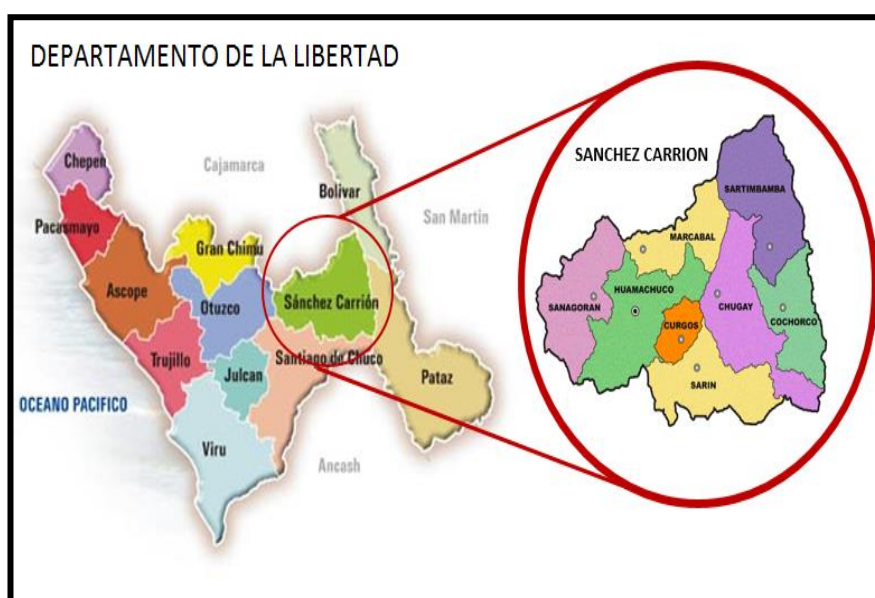 DEPARTAMENTO DE LA LIBERTAD
Chepen
Cajamarca
Bolivar
San Martin
Pacasmayo
Gran Chimu
Ascope
Otuzco
Sánchez Carrión
Trujillo
Santiago de Chuco
Julcan
Pataz
OCEANO PACIFICO
Viru
Ancash
SANCHEZ CARRION
SARTIMBAMBA
MARCABAL
HUAMACHUCO
SANAGORAN
CHUGAY
CURGOS
COCHORCO
SARIN